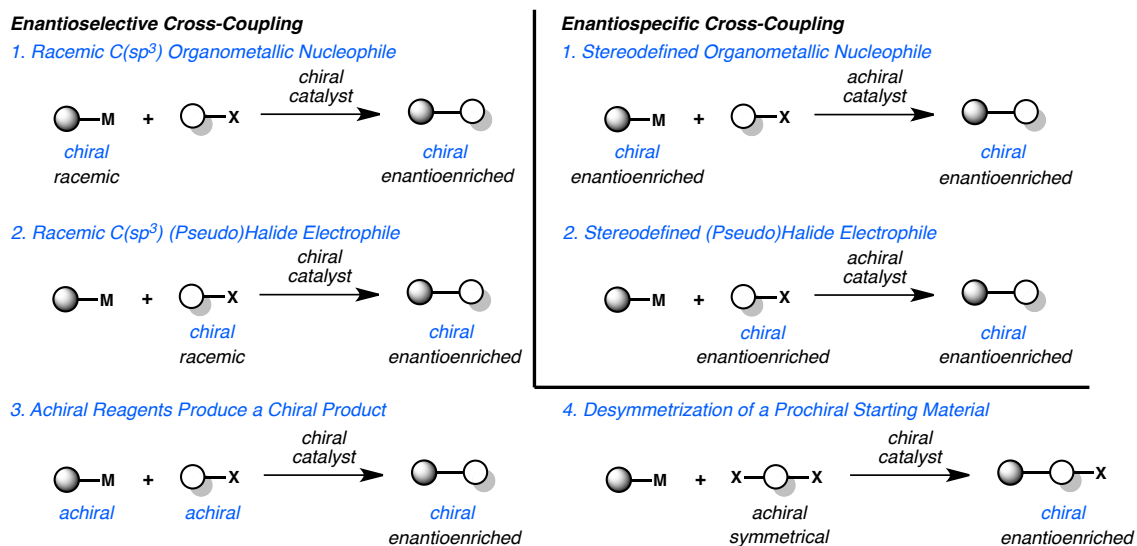 Enantioselective Cross-Coupling
1. Racemic C(sp³) Organometallic Nucleophile
chiral
catalyst
M + X
chiral
racemic
chiral
enantioenriched
2. Racemic C(sp³) (Pseudo)Halide Electrophile
chiral
catalyst
M + X
chiral
racemic
chiral
enantioenriched
Enantiospecific Cross-Coupling
1. Stereodefined Organometallic Nucleophile
achiral
catalyst
M + X
chiral
enantioenriched
chiral
enantioenriched
2. Stereodefined (Pseudo)Halide Electrophile
achiral
catalyst
M + X
chiral
enantioenriched
chiral
enantioenriched
3. Achiral Reagents Produce a Chiral Product
chiral
catalyst
M + X
achiral achiral
chiral
enantioenriched
4. Desymmetrization of a Prochiral Starting Material
chiral
catalyst
M + X X X
achiral
symmetrical
chiral
enantioenriched